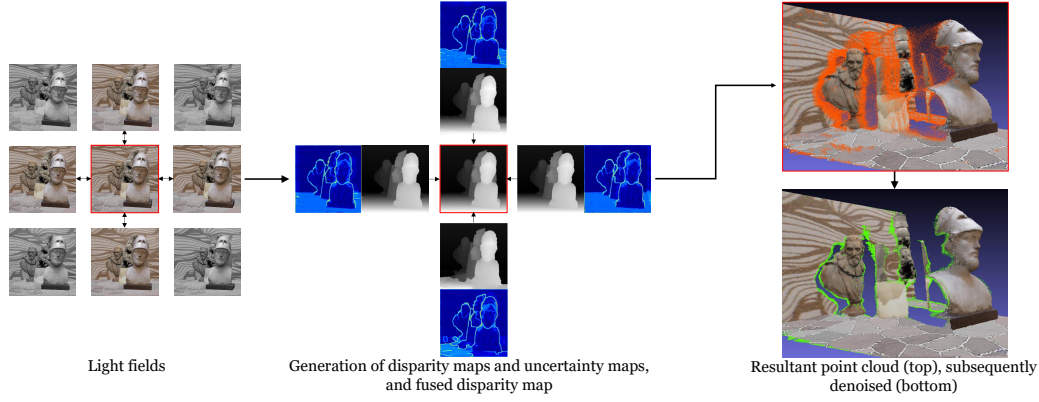 Light fields
Generation of disparity maps and uncertainty maps,
and fused disparity map
Resultant point cloud (top), subsequently
denoised (bottom)